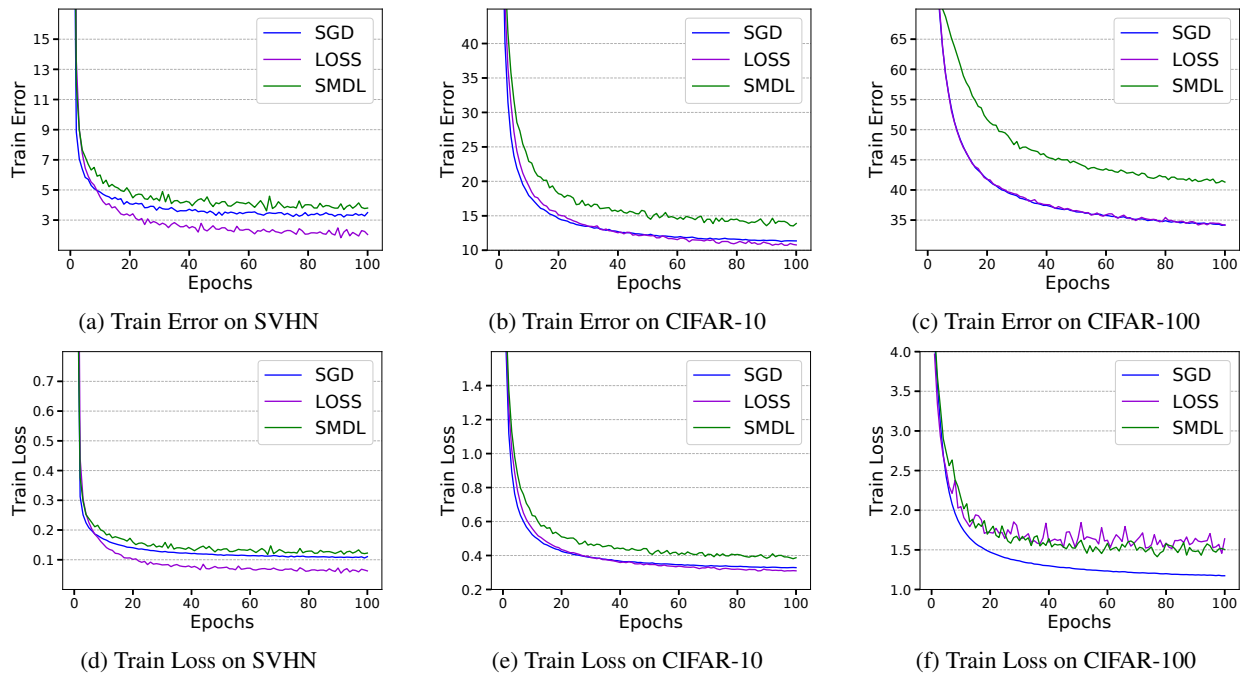 17
15
13
11
9
7
5
3
Train Error
0 20 40 60 80 100
Epochs
SGD
LOSS
SMDL
(a) Train Error on SVHN
40
35
30
25
20
15
10
Train Error
0 20 40 60 80 100
Epochs
SGD
LOSS
SMDL
(b) Train Error on CIFAR-10
65
60
55
50
45
40
35
Train Error
0 20 40 60 80 100
Epochs
SGD
LOSS
SMDL
(c) Train Error on CIFAR-100
0.7
0.6
0.5
0.4
0.3
0.2
0.1
Train Loss
0 20 40 60 80 100
Epochs
SGD
LOSS
SMDL
(d) Train Loss on SVHN
1.4
1.2
1.0
0.8
0.6
0.4
0.2
Train Loss
0 20 40 60 80 100
Epochs
SGD
LOSS
SMDL
(e) Train Loss on CIFAR-10
4.0
3.5
3.0
2.5
2.0
1.5
1.0
Train Loss
0 20 40 60 80 100
Epochs
SGD
LOSS
SMDL
(f) Train Loss on CIFAR-100